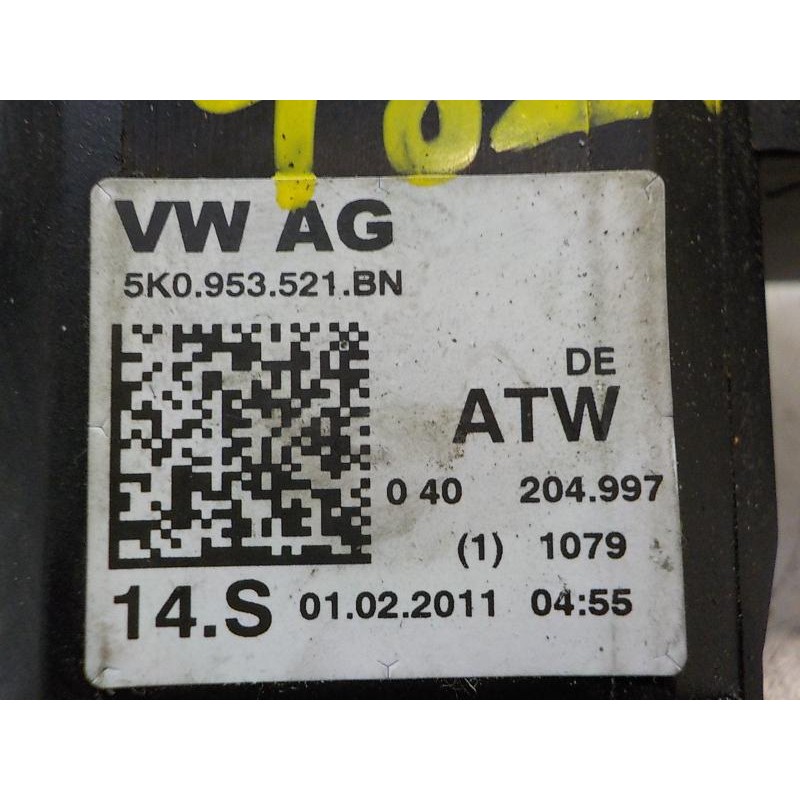 VW AG
5K0.953.521.BN
DE
ATW
0 40 204.997
(1) 1079
14.S 01.02.2011 04:55